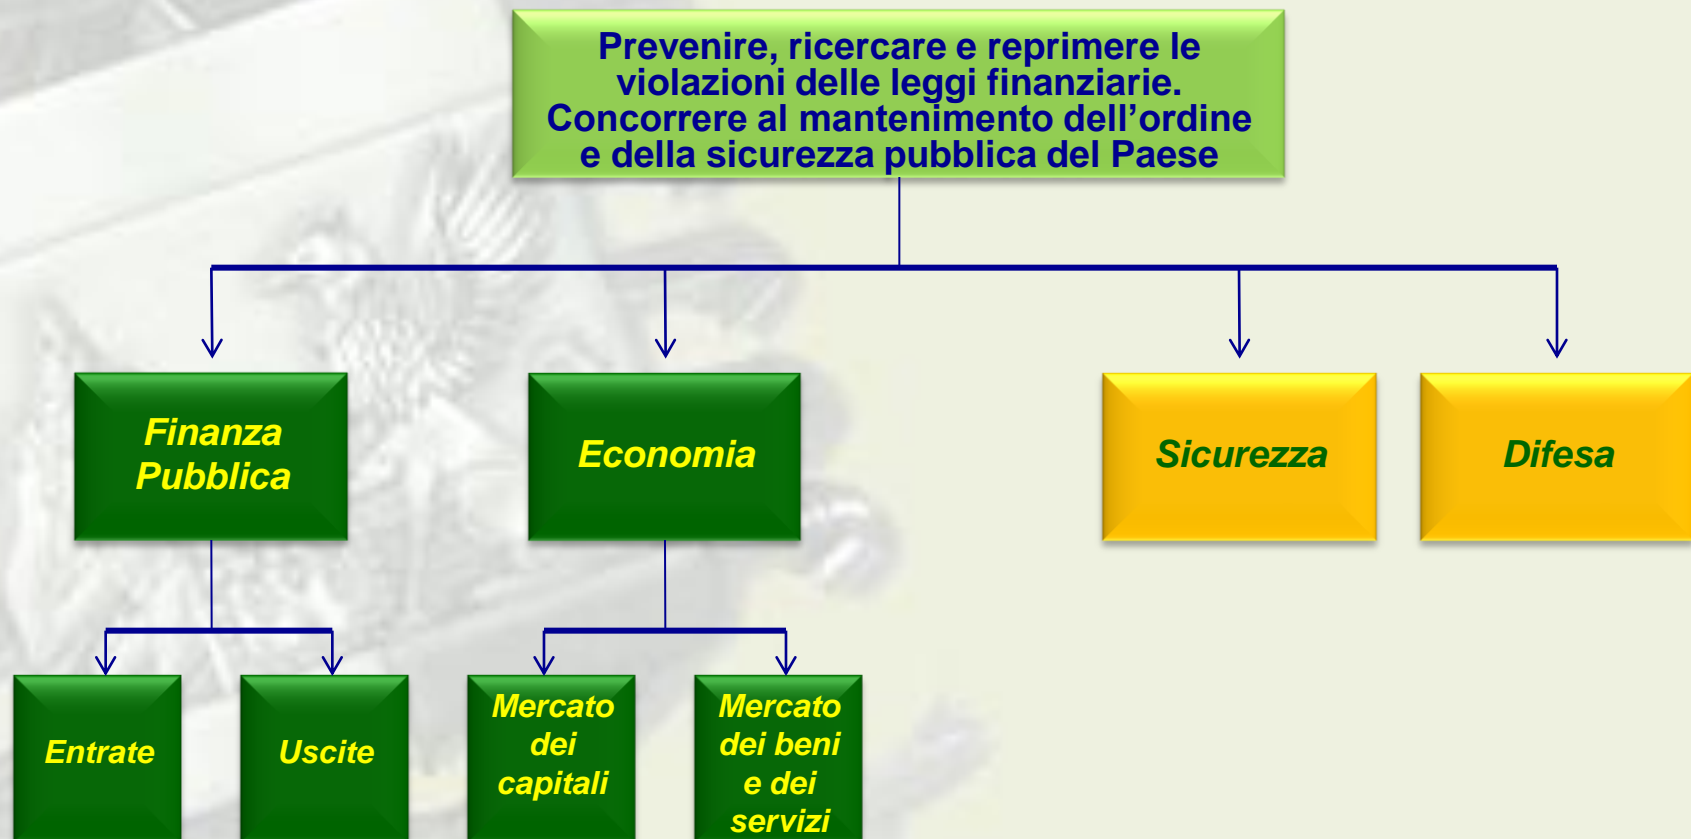 Prevenire, ricercare e reprimere le
violazioni delle leggi finanziarie.
Concorrere al mantenimento dell’ordine
e della sicurezza pubblica del Paese
Finanza
Pubblica
Economia
Sicurezza
Difesa
Entrate
Uscite
Mercato
dei
capitali
Mercato
dei beni
e dei
servizi